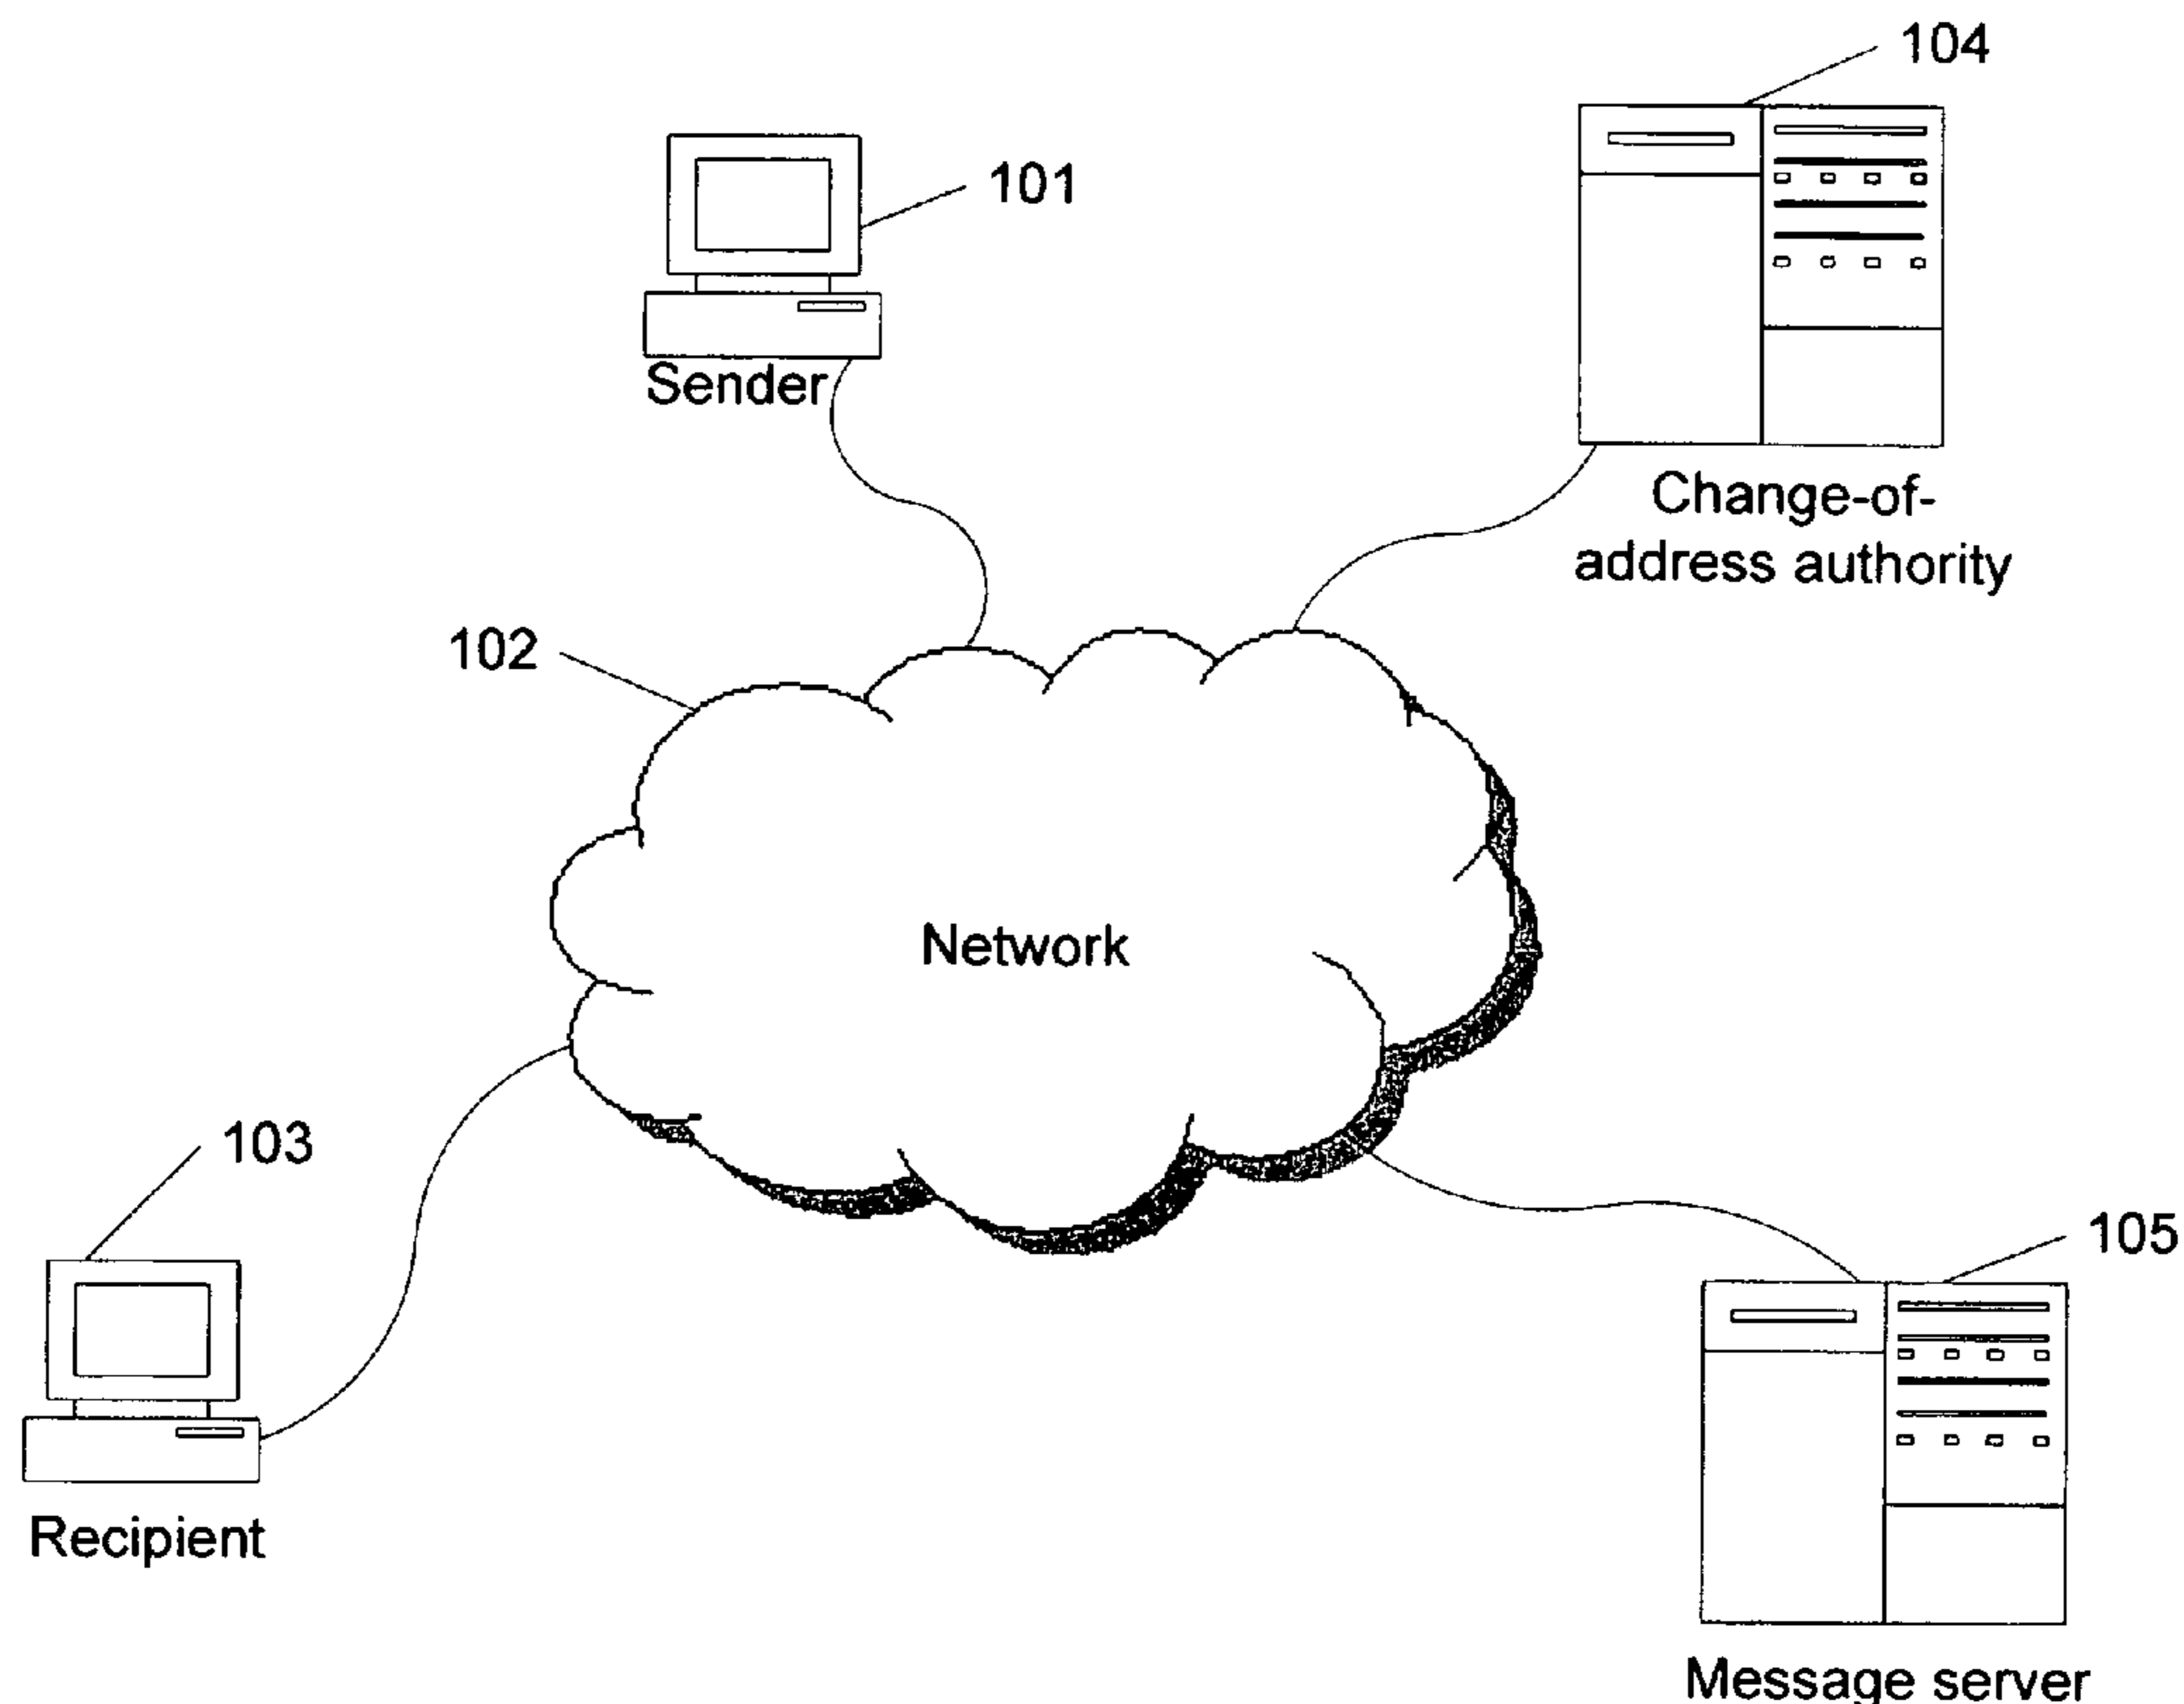 104
101
Sender
Change-of-
address authority
102
Network
103
105
Recipient
Message server